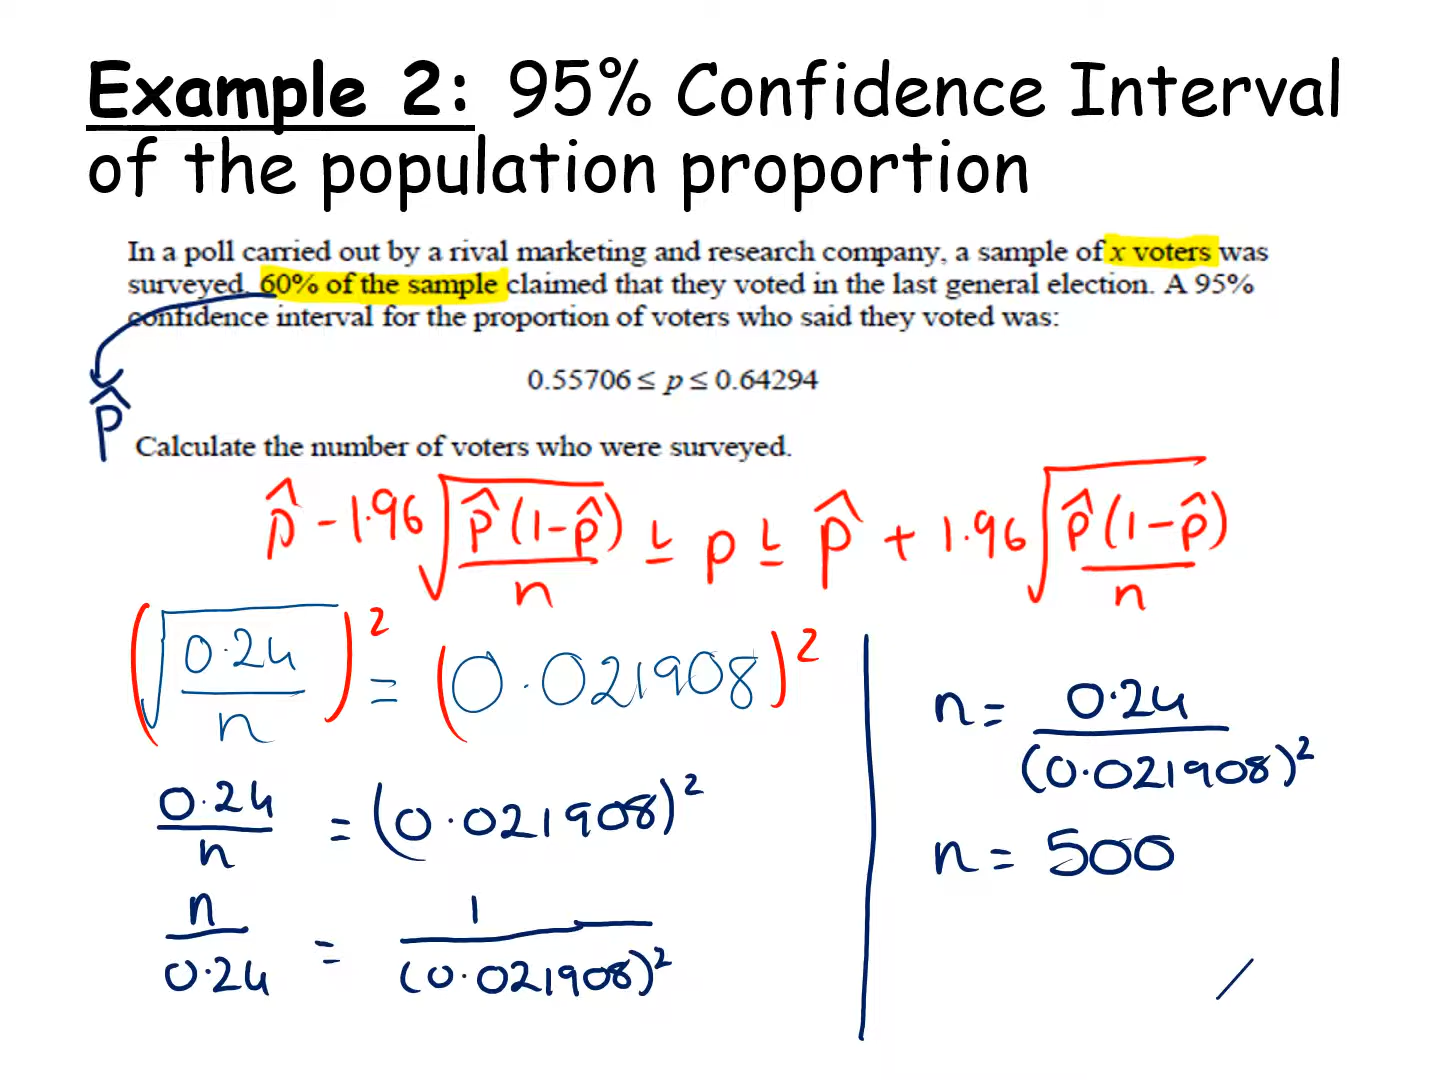 Example 2: 95% Confidence Interval
of the population proportion
In a poll carried out by a rival marketing and research company, a sample of x voters was
surveyed. 60% of the sample claimed that they voted in the last general election. A 95%
confidence interval for the proportion of voters who said they voted was:
0.55706 ≤ p ≤ 0.64294
p̂
Calculate the number of voters who were surveyed.
p̂ - 1.96 √(p̂(1-p̂)/n) ≤ p ≤ p̂ + 1.96 √(p̂(1-p̂)/n)
(√(0.24/n))² = (0.021908)²
0.24/n = (0.021908)²
n/0.24 = 1/(0.021908)²
n = 0.24/(0.021908)²
n = 500